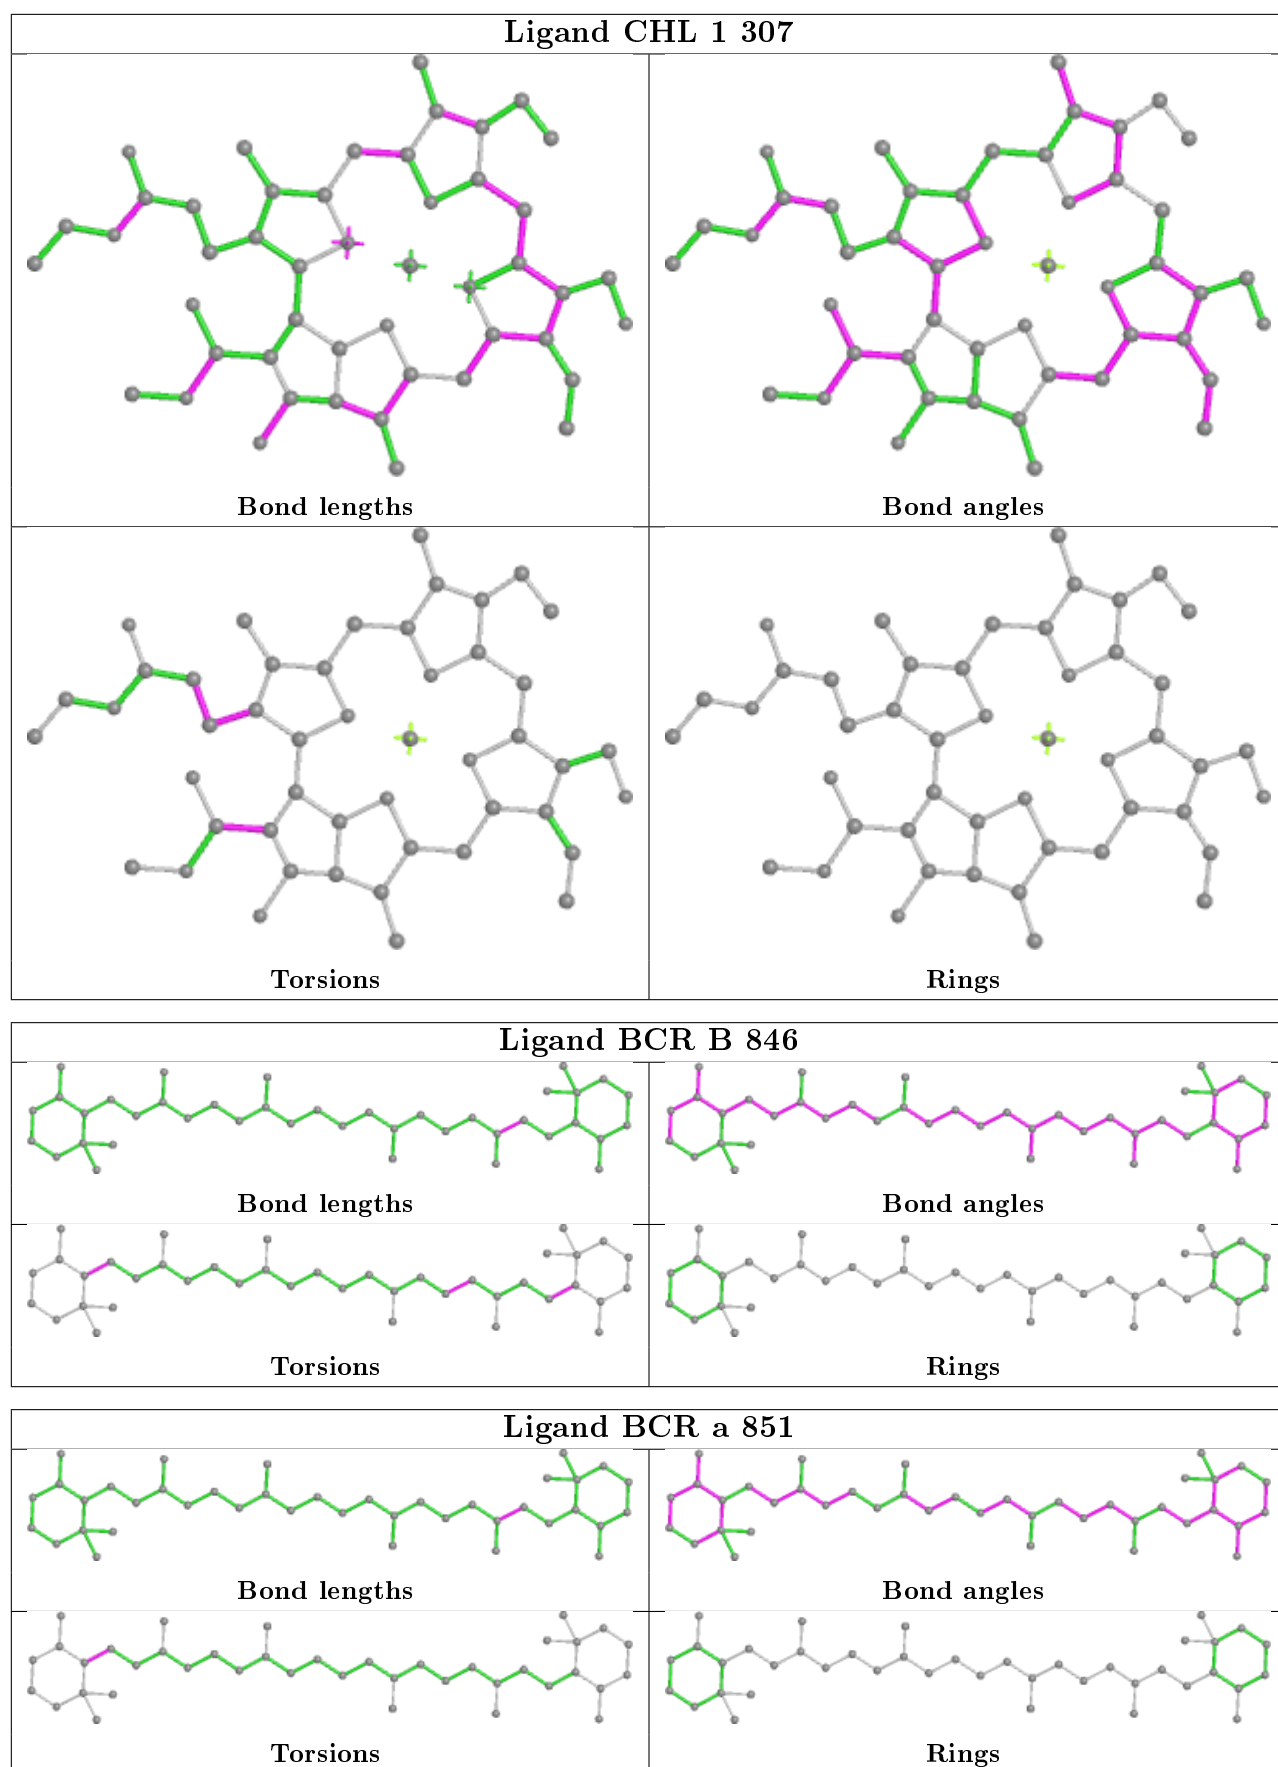 Ligand CHL 1 307
Bond lengths
Bond angles
Torsions
Rings
Ligand BCR B 846
Bond lengths
Bond angles
Torsions
Rings
Ligand BCR a 851
Bond lengths
Bond angles
Torsions
Rings